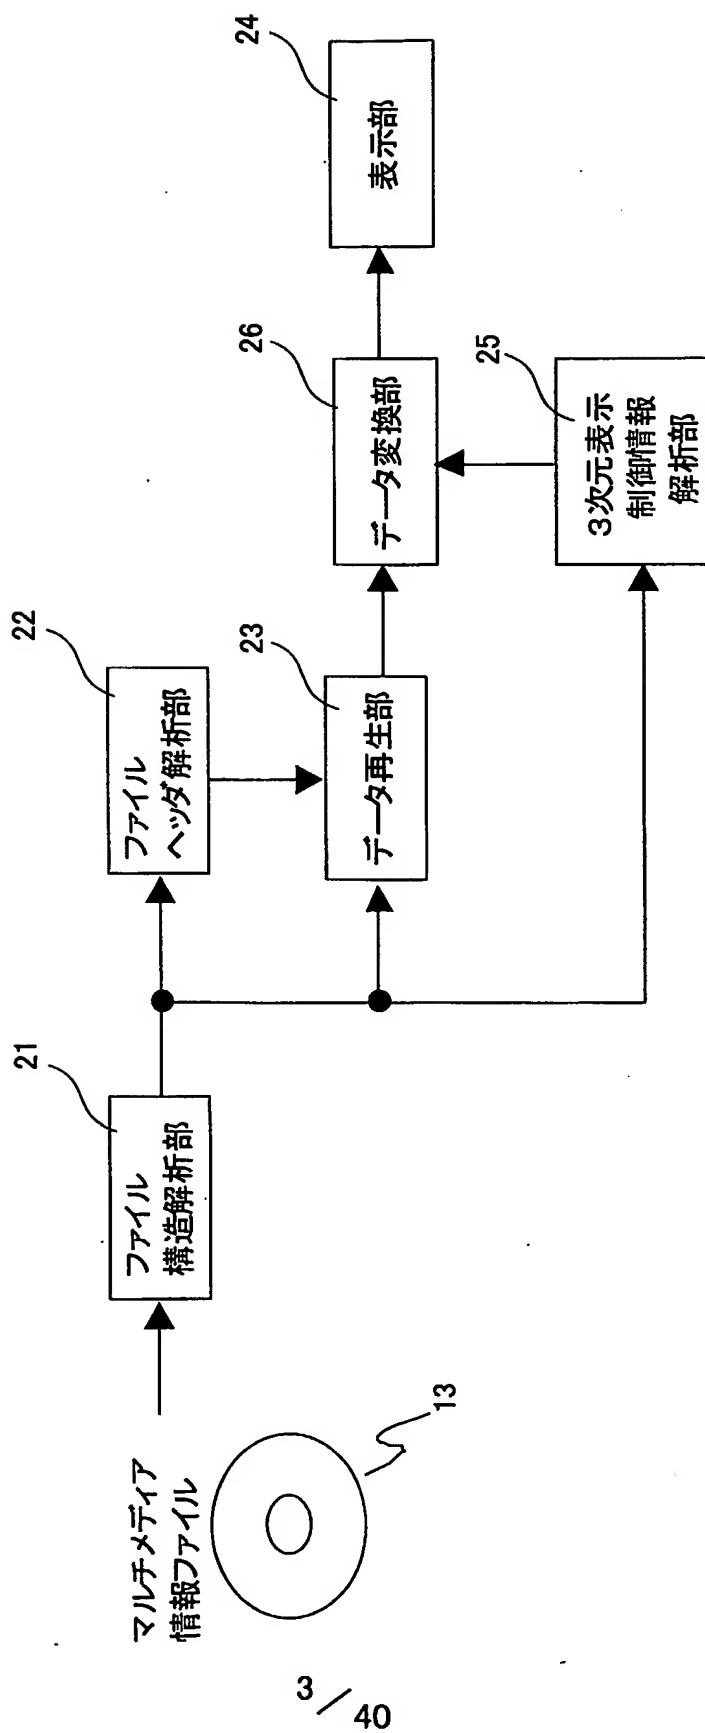 マルチメディア
情報ファイル
13
21
ファイル
構造解析部
22
ファイル
ヘッダ解析部
23
データ再生部
26
データ変換部
24
表示部
25
3次元表示
制御情報
解析部
3/40